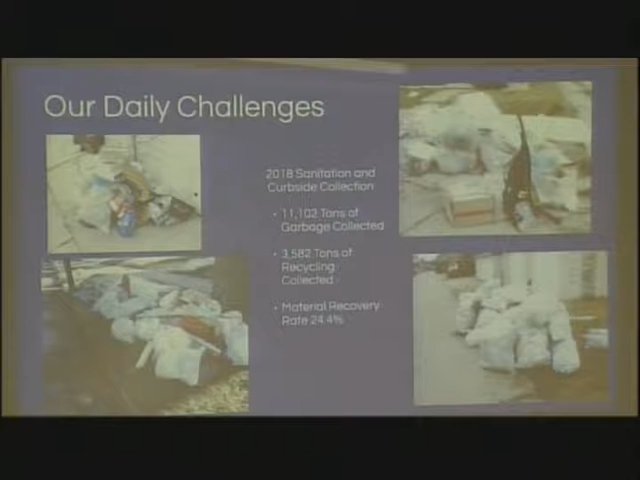 Our Daily Challenges
2018 Sanitation and
Curbside Collection
• 11,102 Tons of
Garbage Collected
• 3,582 Tons of
Recycling
Collected
• Material Recovery
Rate 24.4%